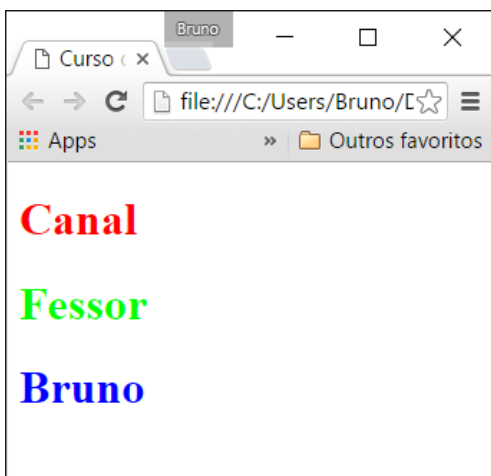 Bruno
Curso
file:///C:/Users/Bruno/D
Apps » Outros favoritos
Canal
Fessor
Bruno